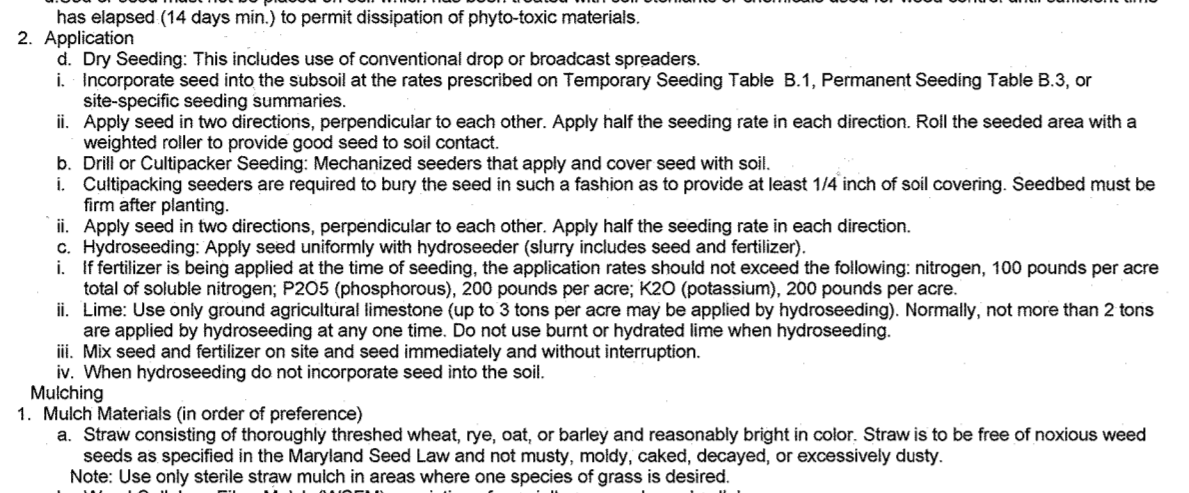 has elapsed (14 days min.) to permit dissipation of phyto-toxic materials.
2. Application
d. Dry Seeding: This includes use of conventional drop or broadcast spreaders.
i. Incorporate seed into the subsoil at the rates prescribed on Temporary Seeding Table B.1, Permanent Seeding Table B.3, or
site-specific seeding summaries.
ii. Apply seed in two directions, perpendicular to each other. Apply half the seeding rate in each direction. Roll the seeded area with a
weighted roller to provide good seed to soil contact.
b. Drill or Cultipacker Seeding: Mechanized seeders that apply and cover seed with soil.
i. Cultipacking seeders are required to bury the seed in such a fashion as to provide at least 1/4 inch of soil covering. Seedbed must be
firm after planting.
ii. Apply seed in two directions, perpendicular to each other. Apply half the seeding rate in each direction.
c. Hydroseeding: Apply seed uniformly with hydroseeder (slurry includes seed and fertilizer).
i. If fertilizer is being applied at the time of seeding, the application rates should not exceed the following: nitrogen, 100 pounds per acre
total of soluble nitrogen; P2O5 (phosphorous), 200 pounds per acre; K2O (potassium), 200 pounds per acre.
ii. Lime: Use only ground agricultural limestone (up to 3 tons per acre may be applied by hydroseeding). Normally, not more than 2 tons
are applied by hydroseeding at any one time. Do not use burnt or hydrated lime when hydroseeding.
iii. Mix seed and fertilizer on site and seed immediately and without interruption.
iv. When hydroseeding do not incorporate seed into the soil.
Mulching
1. Mulch Materials (in order of preference)
a. Straw consisting of thoroughly threshed wheat, rye, oat, or barley and reasonably bright in color. Straw is to be free of noxious weed
seeds as specified in the Maryland Seed Law and not musty, moldy, caked, decayed, or excessively dusty.
Note: Use only sterile straw mulch in areas where one species of grass is desired.